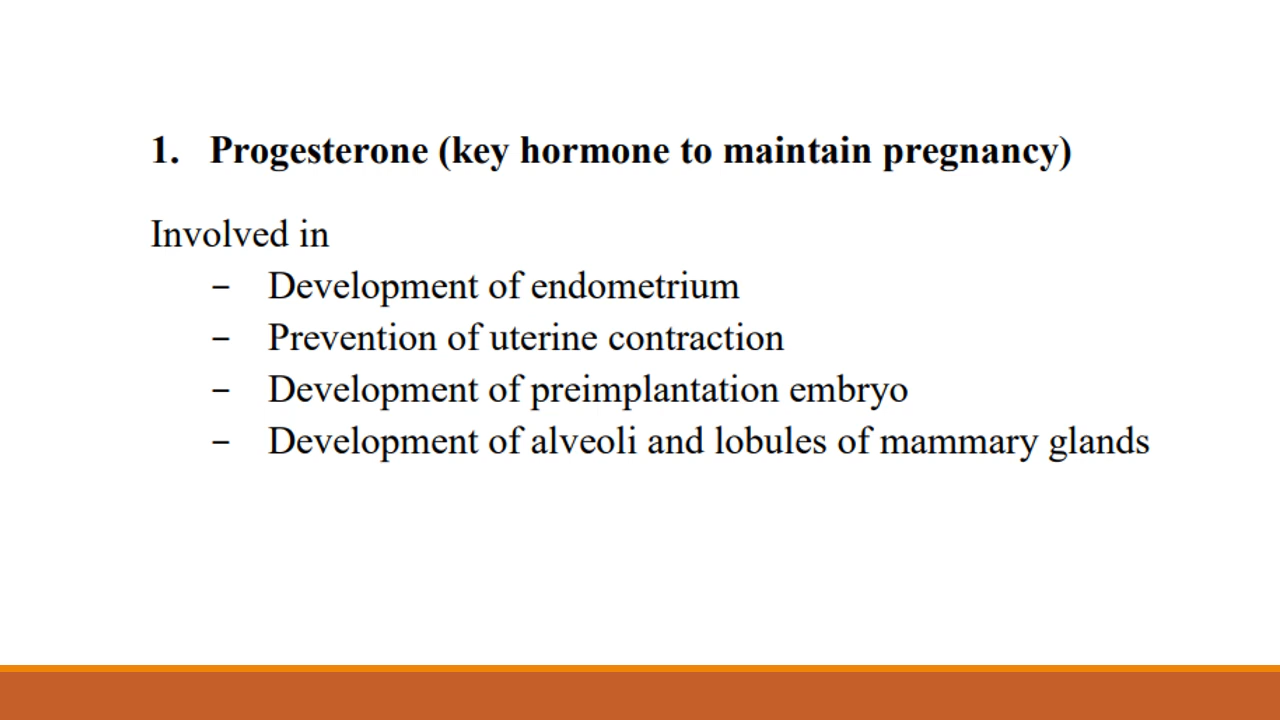 1. Progesterone (key hormone to maintain pregnancy)
Involved in
– Development of endometrium
– Prevention of uterine contraction
– Development of preimplantation embryo
– Development of alveoli and lobules of mammary glands